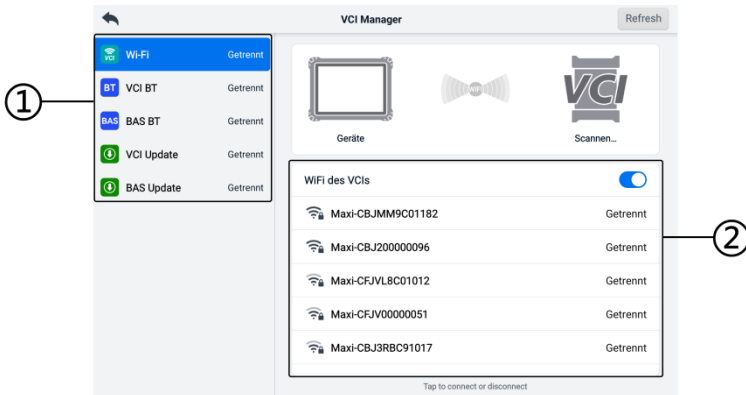 VCI Manager
Refresh
VCI
Wi-Fi Getrennt
BT VCI BT Getrennt
BAS BAS BT Getrennt
VCI Update Getrennt
BAS Update Getrennt
WiFi
VCI
Geräte
Scannen...
WiFi des VCIs
Maxi-CBJMM9C01182 Getrennt
Maxi-CBJ200000096 Getrennt
Maxi-CFJVL8C01012 Getrennt
Maxi-CFJV00000051 Getrennt
Maxi-CBJ3RBC91017 Getrennt
Tap to connect or disconnect
1
2